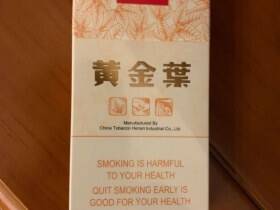 黄金葉
Manufactured By
China Tobacco Henan Industrial Co.,Ltd
SMOKING IS HARMFUL
TO YOUR HEALTH
QUIT SMOKING EARLY IS
GOOD FOR YOUR HEALTH